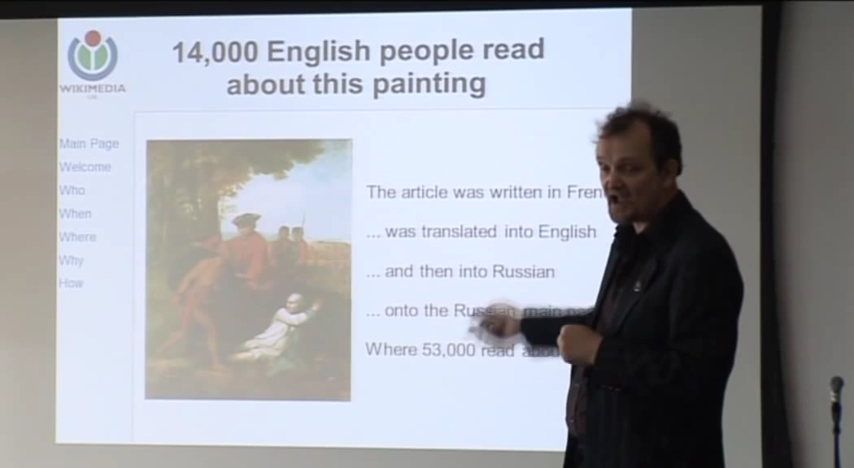 WIKIMEDIA
14,000 English people read
about this painting
Main Page
Welcome
Who
When
Where
Why
How
The article was written in Fren
... was translated into English
... and then into Russian
... onto the Russian main
Where 53,000 read